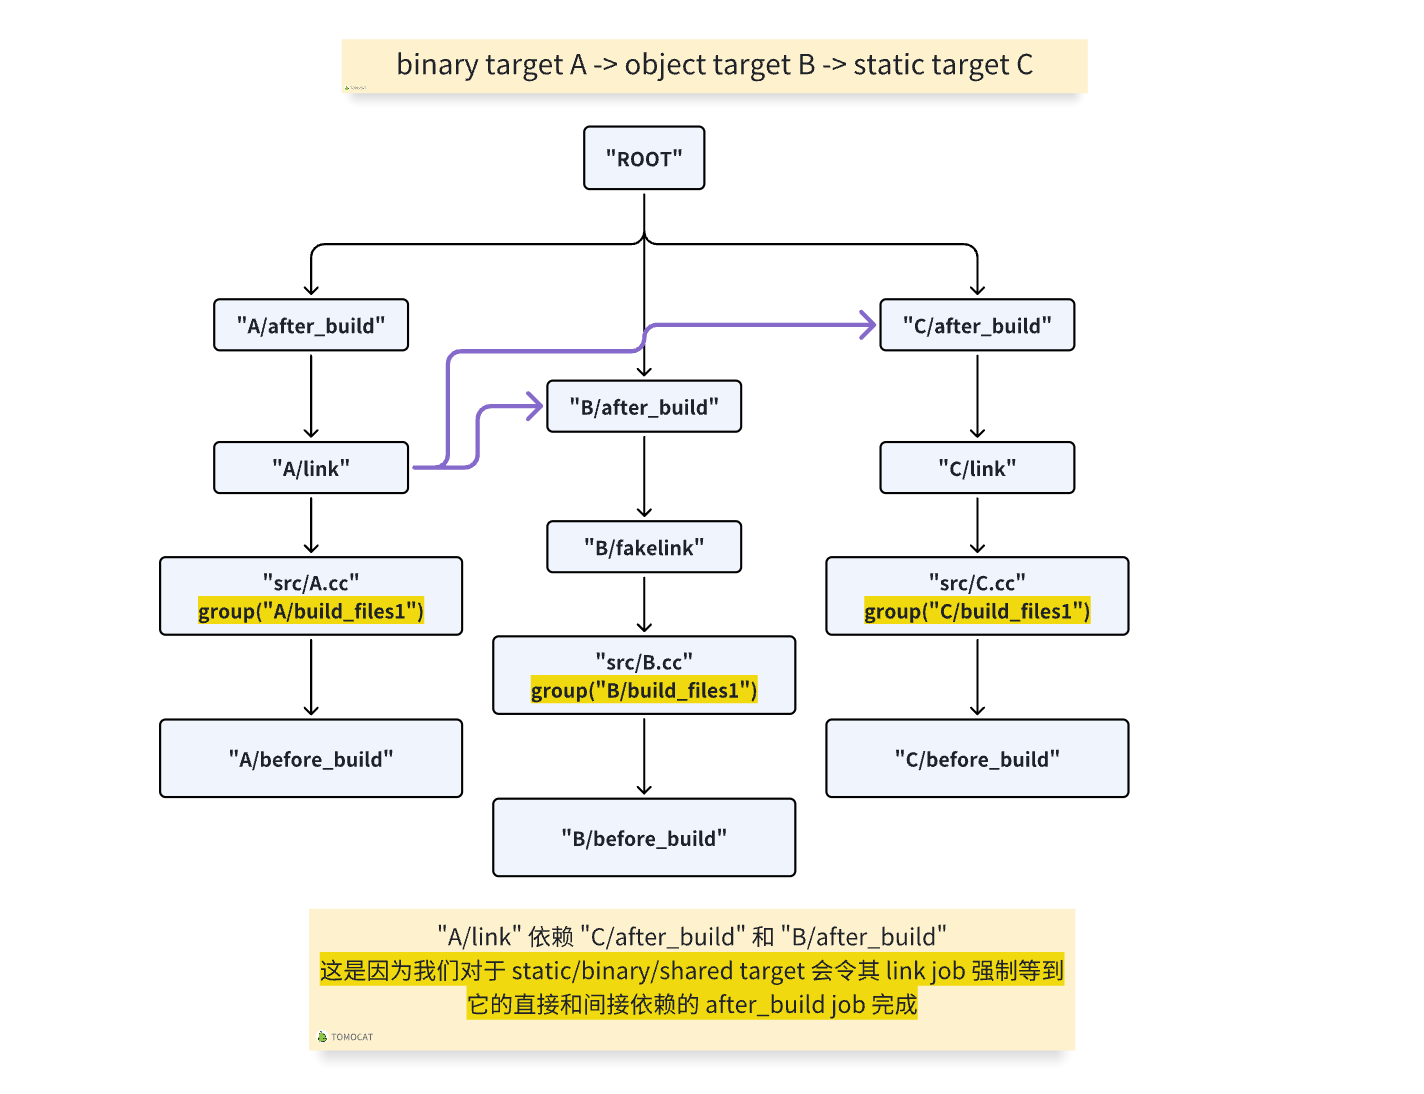 binary target A -> object target B -> static target C
TOMOCAT
"ROOT"
"A/after_build"
"C/after_build"
"B/after_build"
"A/link"
"C/link"
"B/fakelink"
"src/A.cc"
group("A/build_files1")
"src/C.cc"
group("C/build_files1")
"src/B.cc"
group("B/build_files1")
"A/before_build"
"C/before_build"
"B/before_build"
"A/link" 依赖 "C/after_build" 和 "B/after_build"
这是因为我们对于 static/binary/shared target 会令其 link job 强制等到
它的直接和间接依赖的 after_build job 完成
TOMOCAT